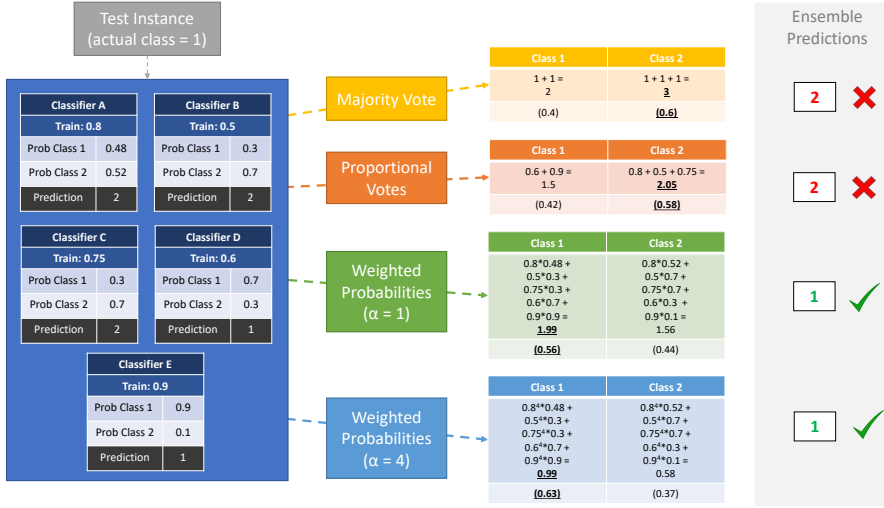 Test Instance
(actual class = 1)
Ensemble
Predictions
Classifier A
Train: 0.8
Prob Class 1 0.48
Prob Class 2 0.52
Prediction 2
Classifier B
Train: 0.5
Prob Class 1 0.3
Prob Class 2 0.7
Prediction 2
Classifier C
Train: 0.75
Prob Class 1 0.3
Prob Class 2 0.7
Prediction 2
Classifier D
Train: 0.6
Prob Class 1 0.7
Prob Class 2 0.3
Prediction 1
Classifier E
Train: 0.9
Prob Class 1 0.9
Prob Class 2 0.1
Prediction 1
Majority Vote
Class 1 Class 2
1 + 1 = 1 + 1 + 1 =
2 3
(0.4) (0.6)
2
Proportional
Votes
Class 1 Class 2
0.6 + 0.9 = 0.8 + 0.5 + 0.75 =
1.5 2.05
(0.42) (0.58)
2
Weighted
Probabilities
(α = 1)
Class 1 Class 2
0.8*0.48 + 0.8*0.52 +
0.5*0.3 + 0.5*0.7 +
0.75*0.3 + 0.75*0.7 +
0.6*0.7 + 0.6*0.3 +
0.9*0.9 = 0.9*0.1 =
1.99 1.56
(0.56) (0.44)
1
Weighted
Probabilities
(α = 4)
Class 1 Class 2
0.8⁴*0.48 + 0.8⁴*0.52 +
0.5⁴*0.3 + 0.5⁴*0.7 +
0.75⁴*0.3 + 0.75⁴*0.7 +
0.6⁴*0.7 + 0.6⁴*0.3 +
0.9⁴*0.9 = 0.9⁴*0.1 =
0.99 0.58
(0.63) (0.37)
1